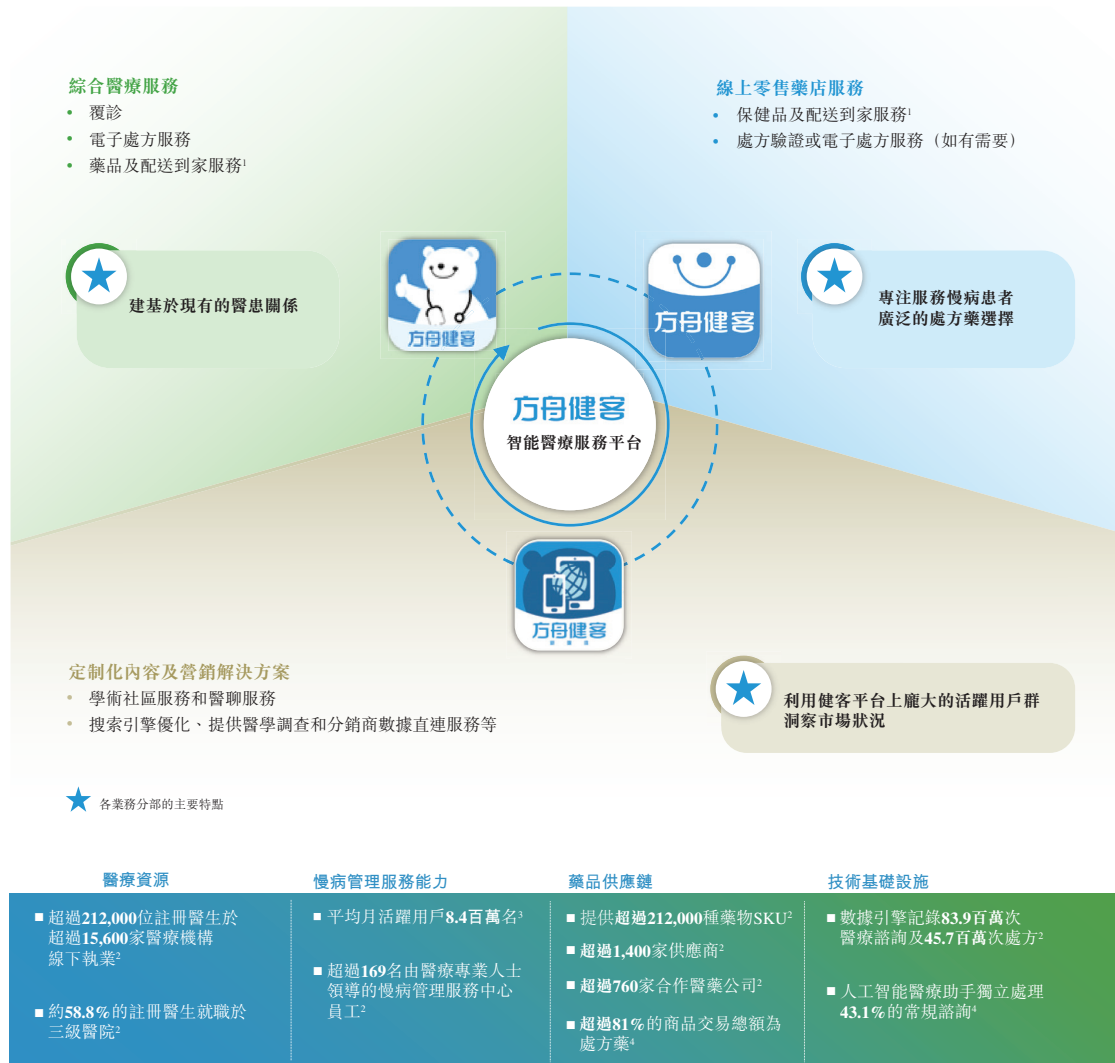 綜合醫療服務
• 覆診
• 電子處方服務
• 藥品及配送到家服務¹
線上零售藥店服務
• 保健品及配送到家服務¹
• 處方驗證或電子處方服務（如有需要）
建基於現有的醫患關係
方舟健客
方舟健客
專注服務慢病患者
廣泛的處方藥選擇
方舟健客
智能醫療服務平台
方舟健客
定制化內容及營銷解決方案
• 學術社區服務和醫聊服務
• 搜索引擎優化、提供醫學調查和分銷商數據直連服務等
利用健客平台上龐大的活躍用戶群
洞察市場狀況
各業務分部的主要特點
醫療資源
■ 超過212,000位註冊醫生於
超過15,600家醫療機構
線下執業²
■ 約58.8%的註冊醫生就職於
三級醫院²
慢病管理服務能力
■ 平均月活躍用戶8.4百萬名³
■ 超過169名由醫療專業人士
領導的慢病管理服務中心
員工²
藥品供應鏈
■ 提供超過212,000種藥物SKU²
■ 超過1,400家供應商²
■ 超過760家合作醫藥公司²
■ 超過81%的商品交易總額為
處方藥⁴
技術基礎設施
■ 數據引擎記錄83.9百萬次
醫療諮詢及45.7百萬次處方²
■ 人工智能醫療助手獨立處理
43.1%的常規諮詢⁴